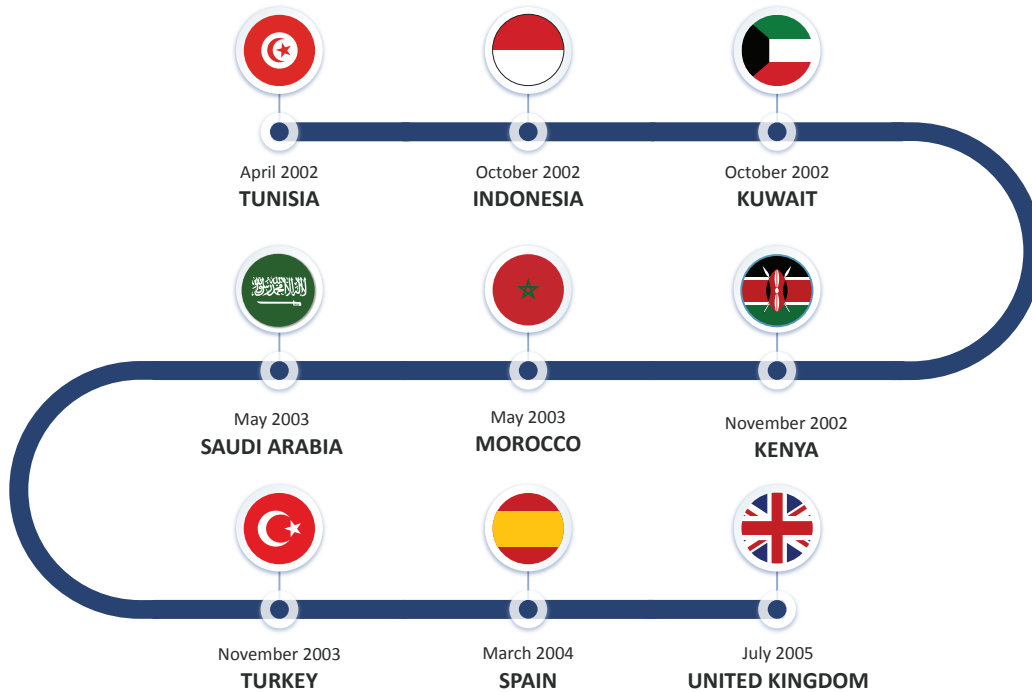 April 2002
TUNISIA
October 2002
INDONESIA
October 2002
KUWAIT
May 2003
SAUDI ARABIA
May 2003
MOROCCO
November 2002
KENYA
November 2003
TURKEY
March 2004
SPAIN
July 2005
UNITED KINGDOM